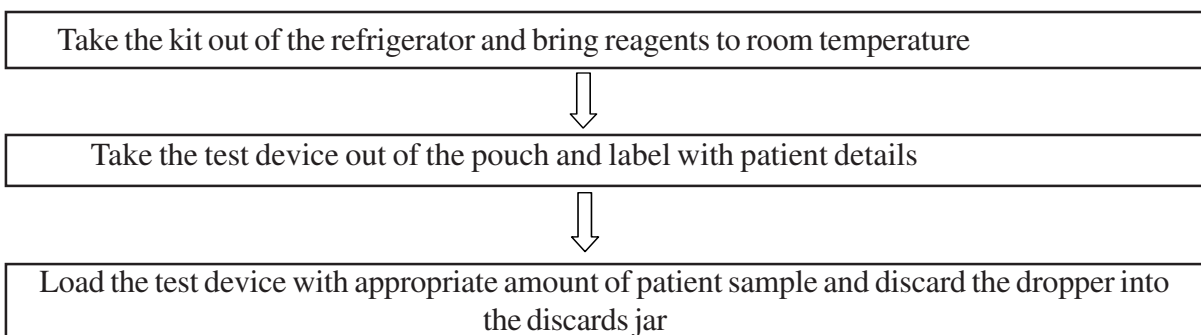 Take the kit out of the refrigerator and bring reagents to room temperature
Take the test device out of the pouch and label with patient details
Load the test device with appropriate amount of patient sample and discard the dropper into
the discards jar